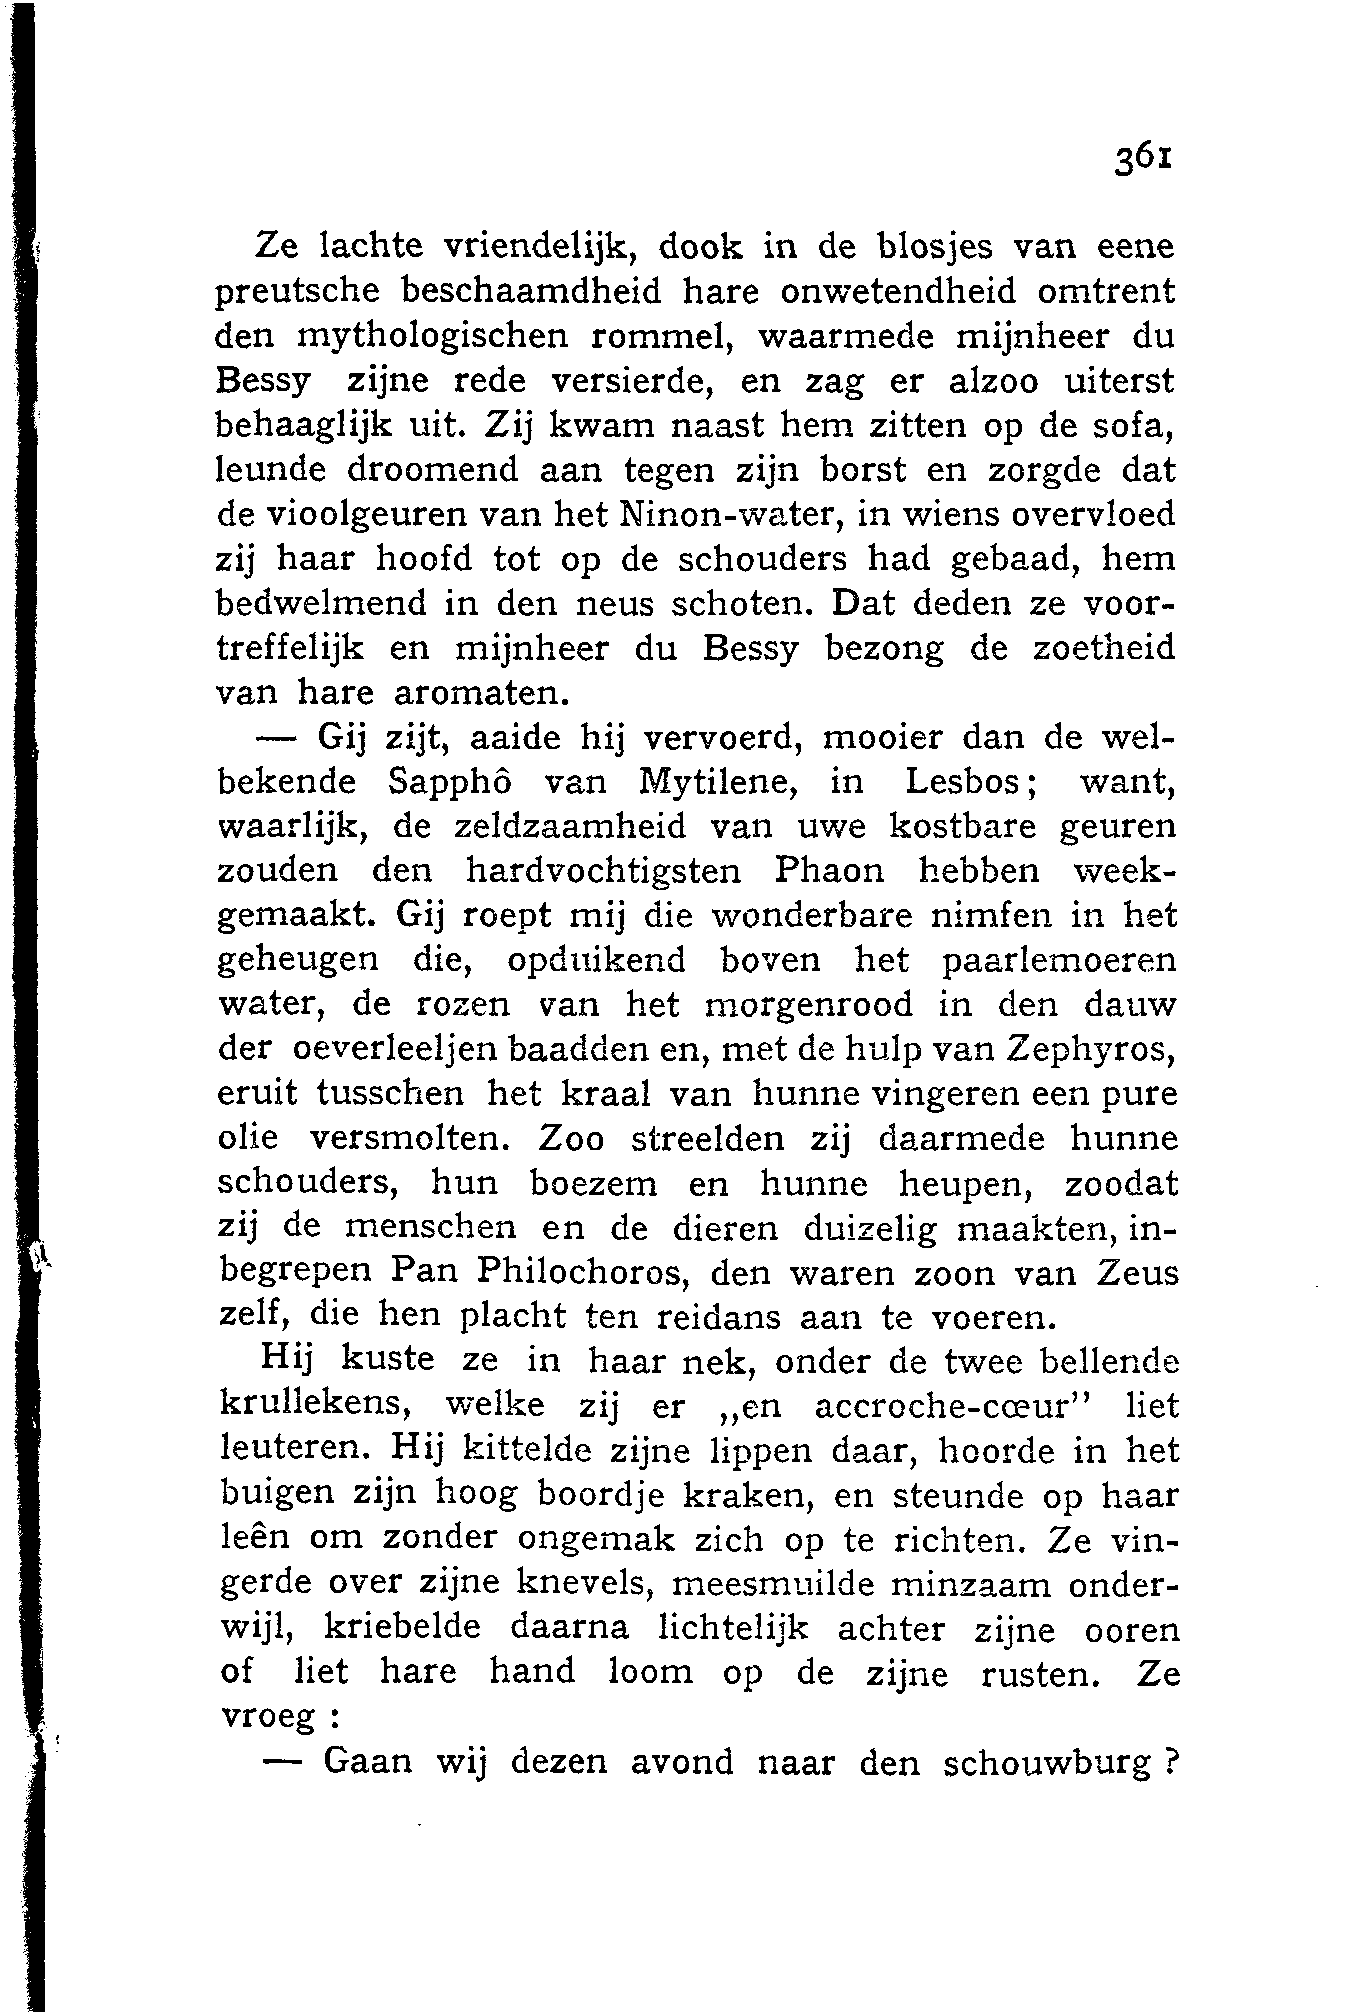 361
Ze lachte vriendelijk, dook in de blosjes van eene
preutsche beschaamdheid hare onwetendheid omtrent
den mythologischen rommel, waarmede mijnheer du
Bessy zijne rede versierde, en zag er alzoo uiterst
behaaglijk uit. Zij kwam naast hem zitten op de sofa,
leunde droomend aan tegen zijn borst en zorgde dat
de vioolgeuren van het Ninon-water, in wiens overvloed
zij haar hoofd tot op de schouders had gebaad, hem
bedwelmend in den neus schoten. Dat deden ze voor-
treffelijk en mijnheer du Bessy bezong de zoetheid
van hare aromaten.
— Gij zijt, aaide hij vervoerd, mooier dan de wel-
bekende Sapphô van Mytilene, in Lesbos; want,
waarlijk, de zeldzaamheid van uwe kostbare geuren
zouden den hardvochtigsten Phaon hebben week-
gemaakt. Gij roept mij die wonderbare nimfen in het
geheugen die, opduikend boven het paarlemoeren
water, de rozen van het morgenrood in den dauw
der oeverleeljen baadden en, met de hulp van Zephyros,
eruit tusschen het kraal van hunne vingeren een pure
olie versmolten. Zoo streelden zij daarmede hunne
schouders, hun boezem en hunne heupen, zoodat
zij de menschen en de dieren duizelig maakten, in-
begrepen Pan Philochoros, den waren zoon van Zeus
zelf, die hen placht ten reidans aan te voeren.
Hij kuste ze in haar nek, onder de twee bellende
krullekens, welke zij er „en accroche-cœur” liet
leuteren. Hij kittelde zijne lippen daar, hoorde in het
buigen zijn hoog boordje kraken, en steunde op haar
leên om zonder ongemak zich op te richten. Ze vin-
gerde over zijne knevels, meesmuilde minzaam onder-
wijl, kriebelde daarna lichtelijk achter zijne ooren
of liet hare hand loom op de zijne rusten. Ze
vroeg :
— Gaan wij dezen avond naar den schouwburg ?